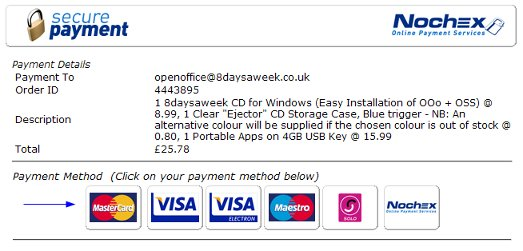 secure
payment
Nochex
Online Payment Services
Payment Details
Payment To openoffice@8daysaweek.co.uk
Order ID 4443895
1 8daysaweek CD for Windows (Easy Installation of OOo + OSS) @
8.99, 1 Clear "Ejector" CD Storage Case, Blue trigger - NB: An
Description alternative colour will be supplied if the chosen colour is out of stock @
0.80, 1 Portable Apps on 4GB USB Key @ 15.99
Total £25.78
Payment Method (Click on your payment method below)
MasterCard VISA VISA Maestro SOLO Nochex
ELECTRON Online Payment Services